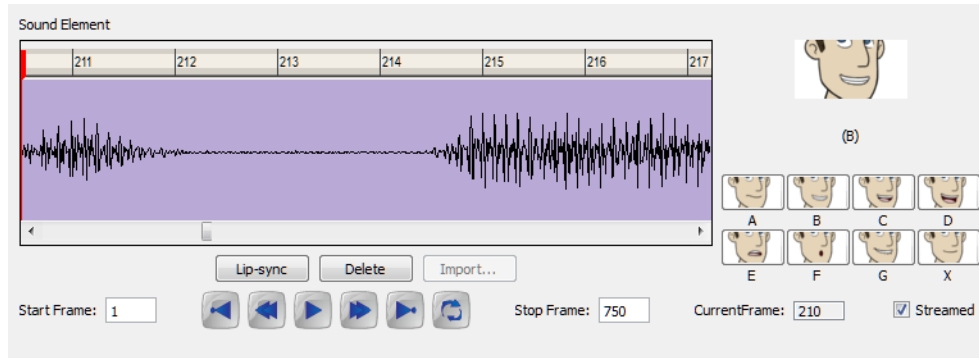 Sound Element
211 212 213 214 215 216 217
(B)
A B C D
E F G X
Lip-sync Delete Import...
Start Frame: 1 Stop Frame: 750 CurrentFrame: 210 Streamed